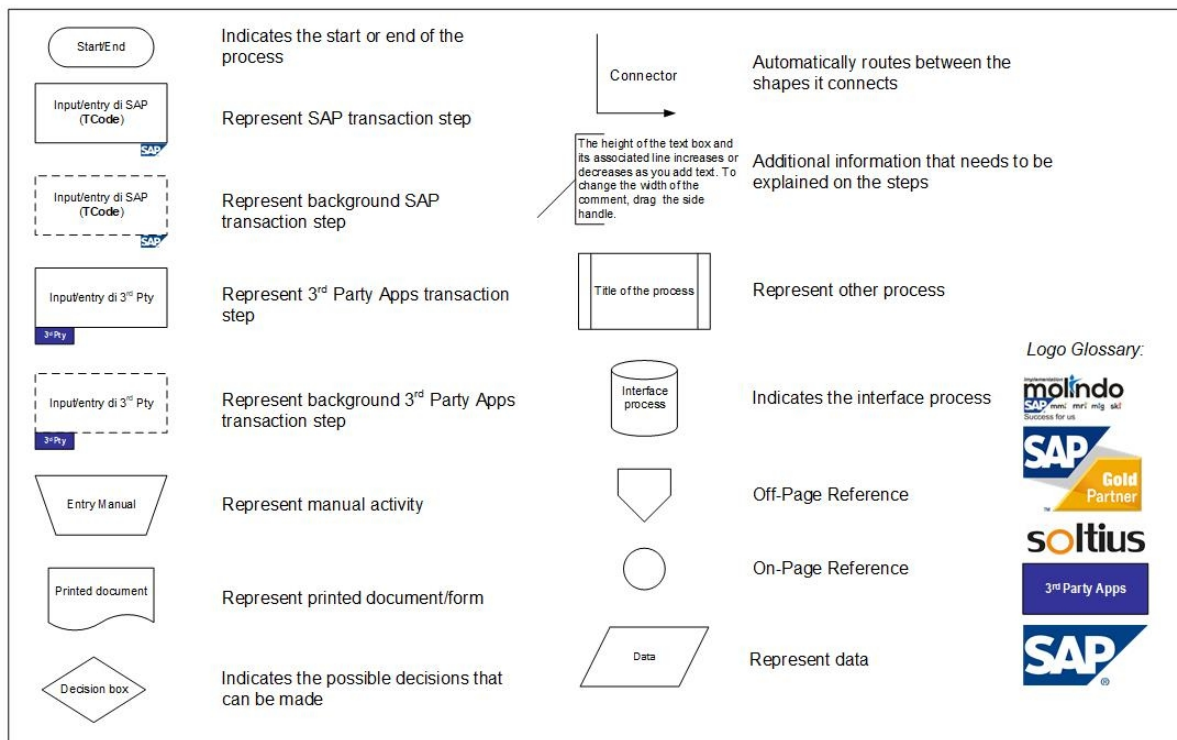 Start/End
Indicates the start or end of the
process
Input/entry di SAP
(TCode)
SAP
Represent SAP transaction step
Input/entry di SAP
(TCode)
SAP
Represent background SAP
transaction step
Input/entry di 3rd Pty
3rd Pty
Represent 3rd Party Apps transaction
step
Input/entry di 3rd Pty
3rd Pty
Represent background 3rd Party Apps
transaction step
Entry Manual
Represent manual activity
Printed document
Represent printed document/form
Decision box
Indicates the possible decisions that
can be made
Connector
Automatically routes between the
shapes it connects
The height of the text box and
its associated line increases or
decreases as you add text. To
change the width of the
comment, drag the side
handle.
Additional information that needs to be
explained on the steps
Title of the process
Represent other process
Interface
process
Indicates the interface process
Off-Page Reference
On-Page Reference
Data
Represent data
Logo Glossary:
Implementation
molindo
SAP mmi mri mlg ski
Success for us
SAP
Gold
Partner
TM
soltius
3rd Party Apps
SAP
®